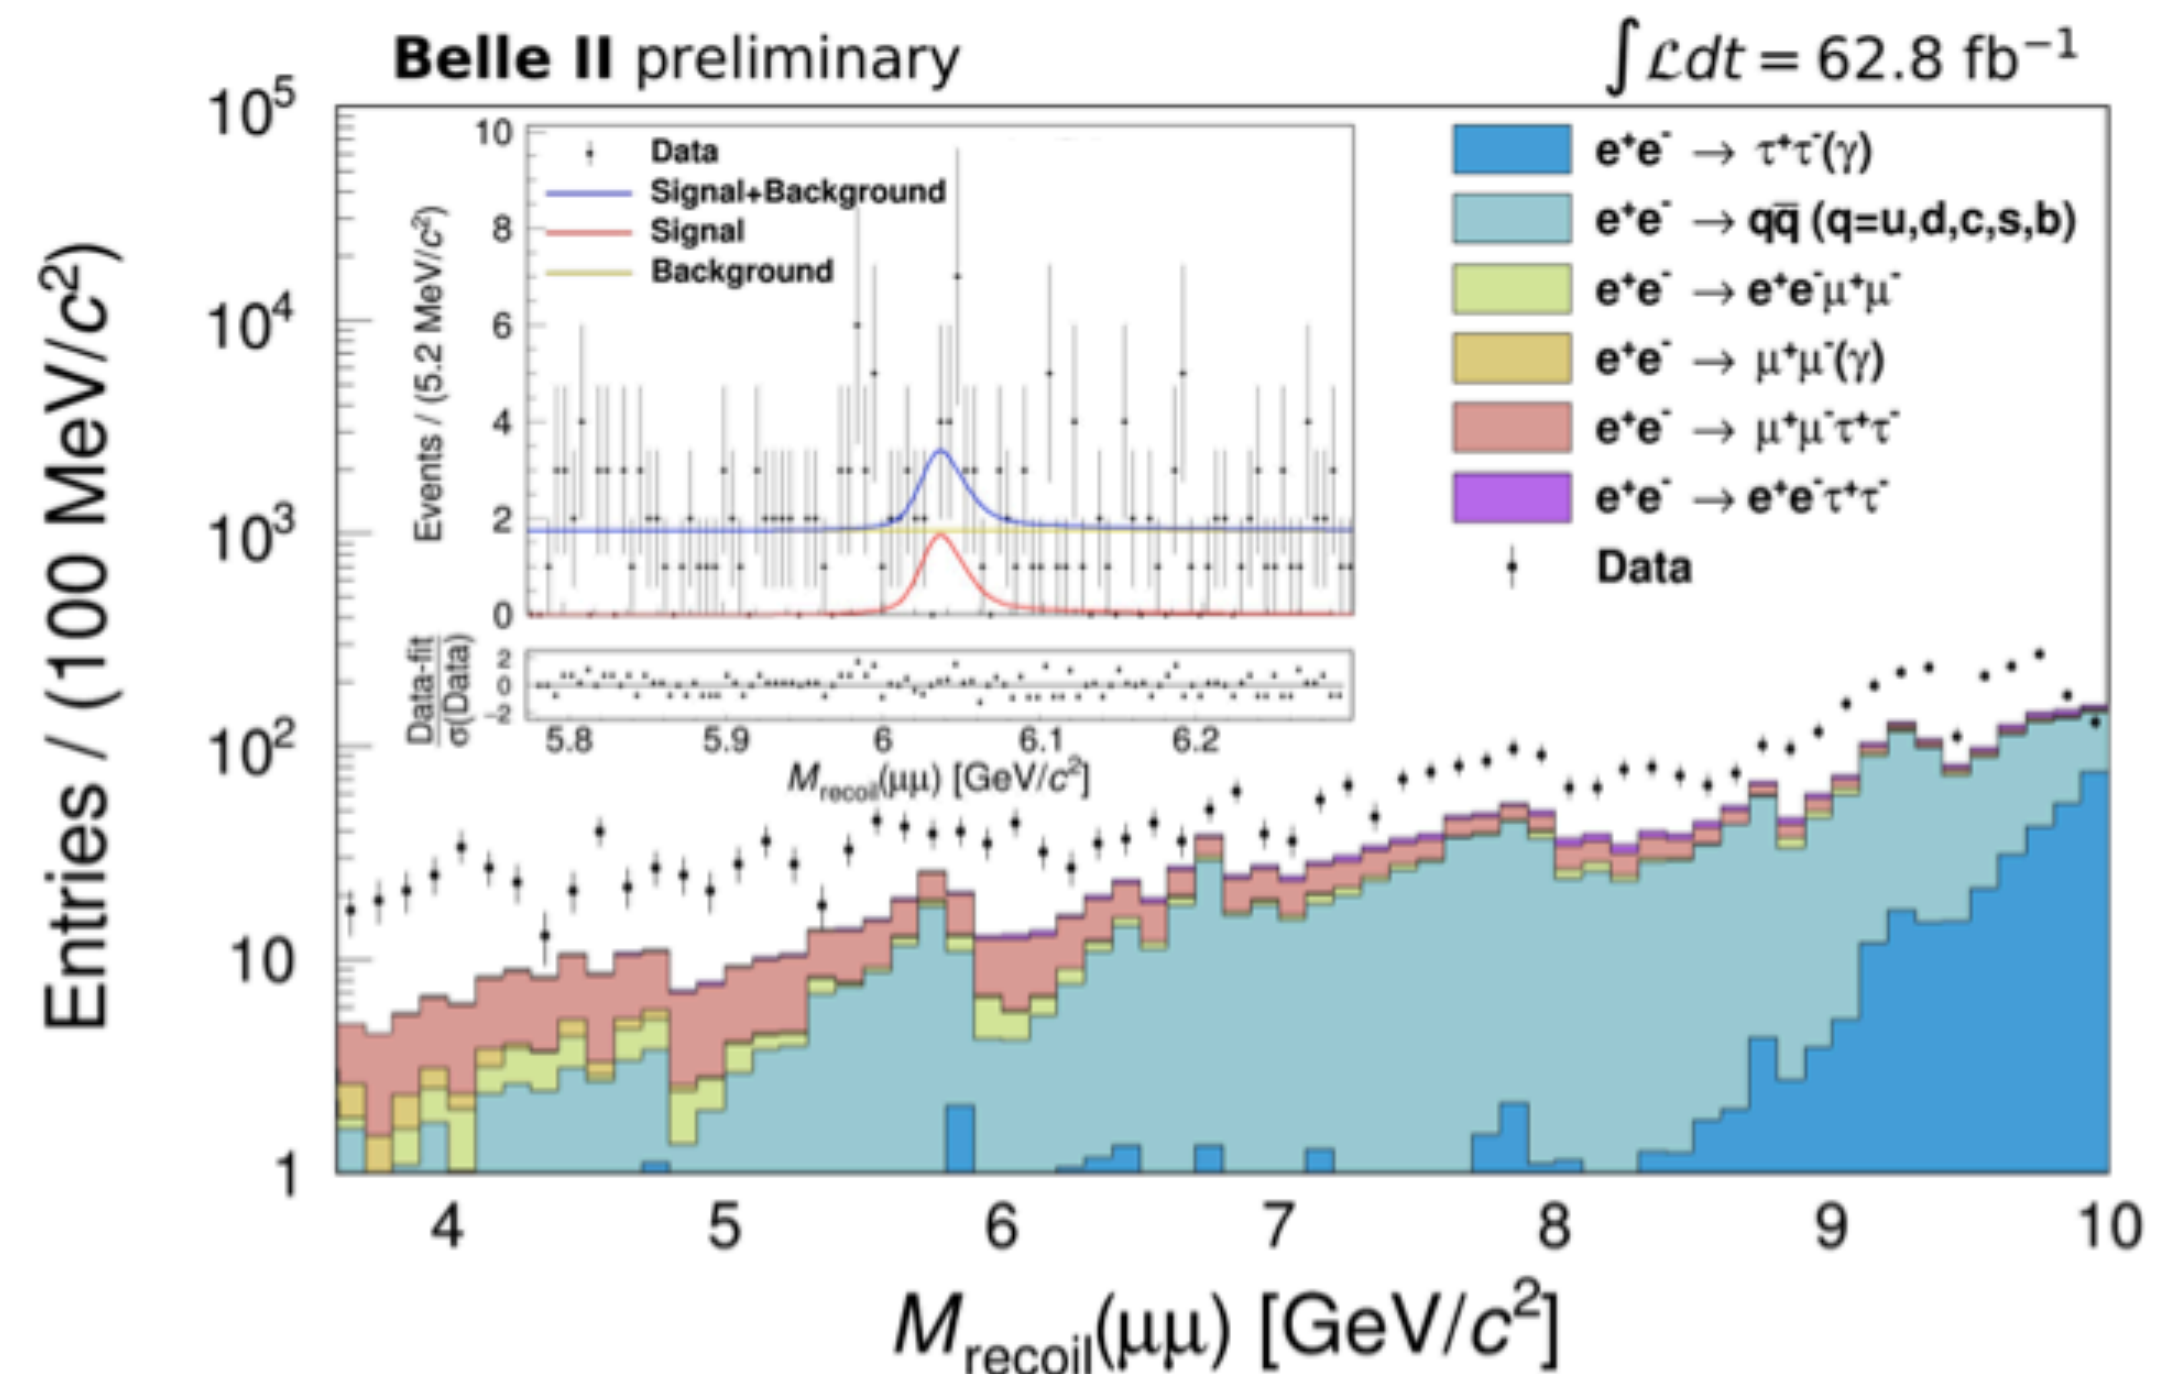 Belle II preliminary
∫ℒdt = 62.8 fb⁻¹
Entries / (100 MeV/c²)
10⁵
10⁴
10³
10²
10
1
4 5 6 7 8 9 10
M_recoil(μμ) [GeV/c²]
Events / (5.2 MeV/c²)
10
8
6
4
2
0
Data
Signal+Background
Signal
Background
Data-fit
σ(Data)
2
0
−2
5.8 5.9 6 6.1 6.2
M_recoil(μμ) [GeV/c²]
e⁺e⁻ → τ⁺τ⁻(γ)
e⁺e⁻ → qq̅ (q=u,d,c,s,b)
e⁺e⁻ → e⁺e⁻μ⁺μ⁻
e⁺e⁻ → μ⁺μ⁻(γ)
e⁺e⁻ → μ⁺μ⁻τ⁺τ⁻
e⁺e⁻ → e⁺e⁻τ⁺τ⁻
Data